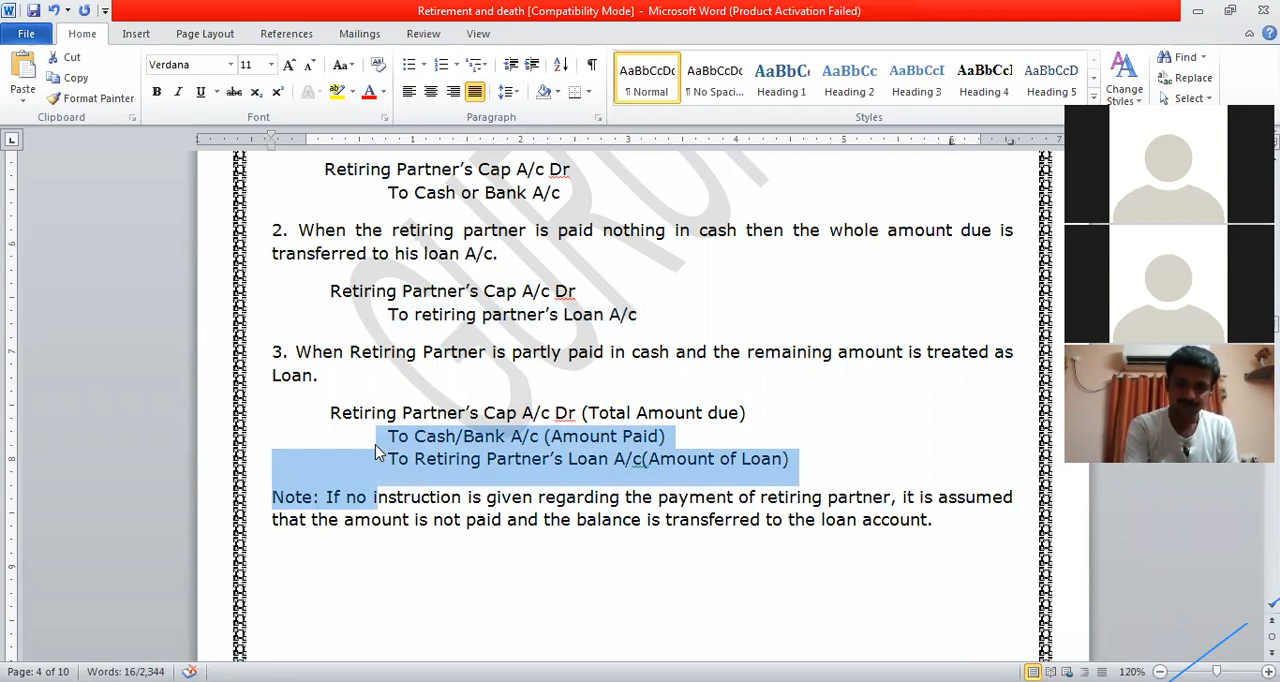 Retirement and death [Compatibility Mode] - Microsoft Word (Product Activation Failed)
File Home Insert Page Layout References Mailings Review View
Paste
Cut
Copy
Format Painter
Clipboard
Verdana 11
Font
Paragraph
AaBbCcDc AaBbCcDc AaBbC AaBbCc AaBbCcI AaBbCcI AaBbCcD
¶ Normal ¶ No Spaci... Heading 1 Heading 2 Heading 3 Heading 4 Heading 5
Styles
Change Styles
Find
Replace
Select
Retiring Partner’s Cap A/c Dr
To Cash or Bank A/c
2. When the retiring partner is paid nothing in cash then the whole amount due is
transferred to his loan A/c.
Retiring Partner’s Cap A/c Dr
To retiring partner’s Loan A/c
3. When Retiring Partner is partly paid in cash and the remaining amount is treated as
Loan.
Retiring Partner’s Cap A/c Dr (Total Amount due)
To Cash/Bank A/c (Amount Paid)
To Retiring Partner’s Loan A/c(Amount of Loan)
Note: If no instruction is given regarding the payment of retiring partner, it is assumed
that the amount is not paid and the balance is transferred to the loan account.
Page: 4 of 10 Words: 16/2,344 120%